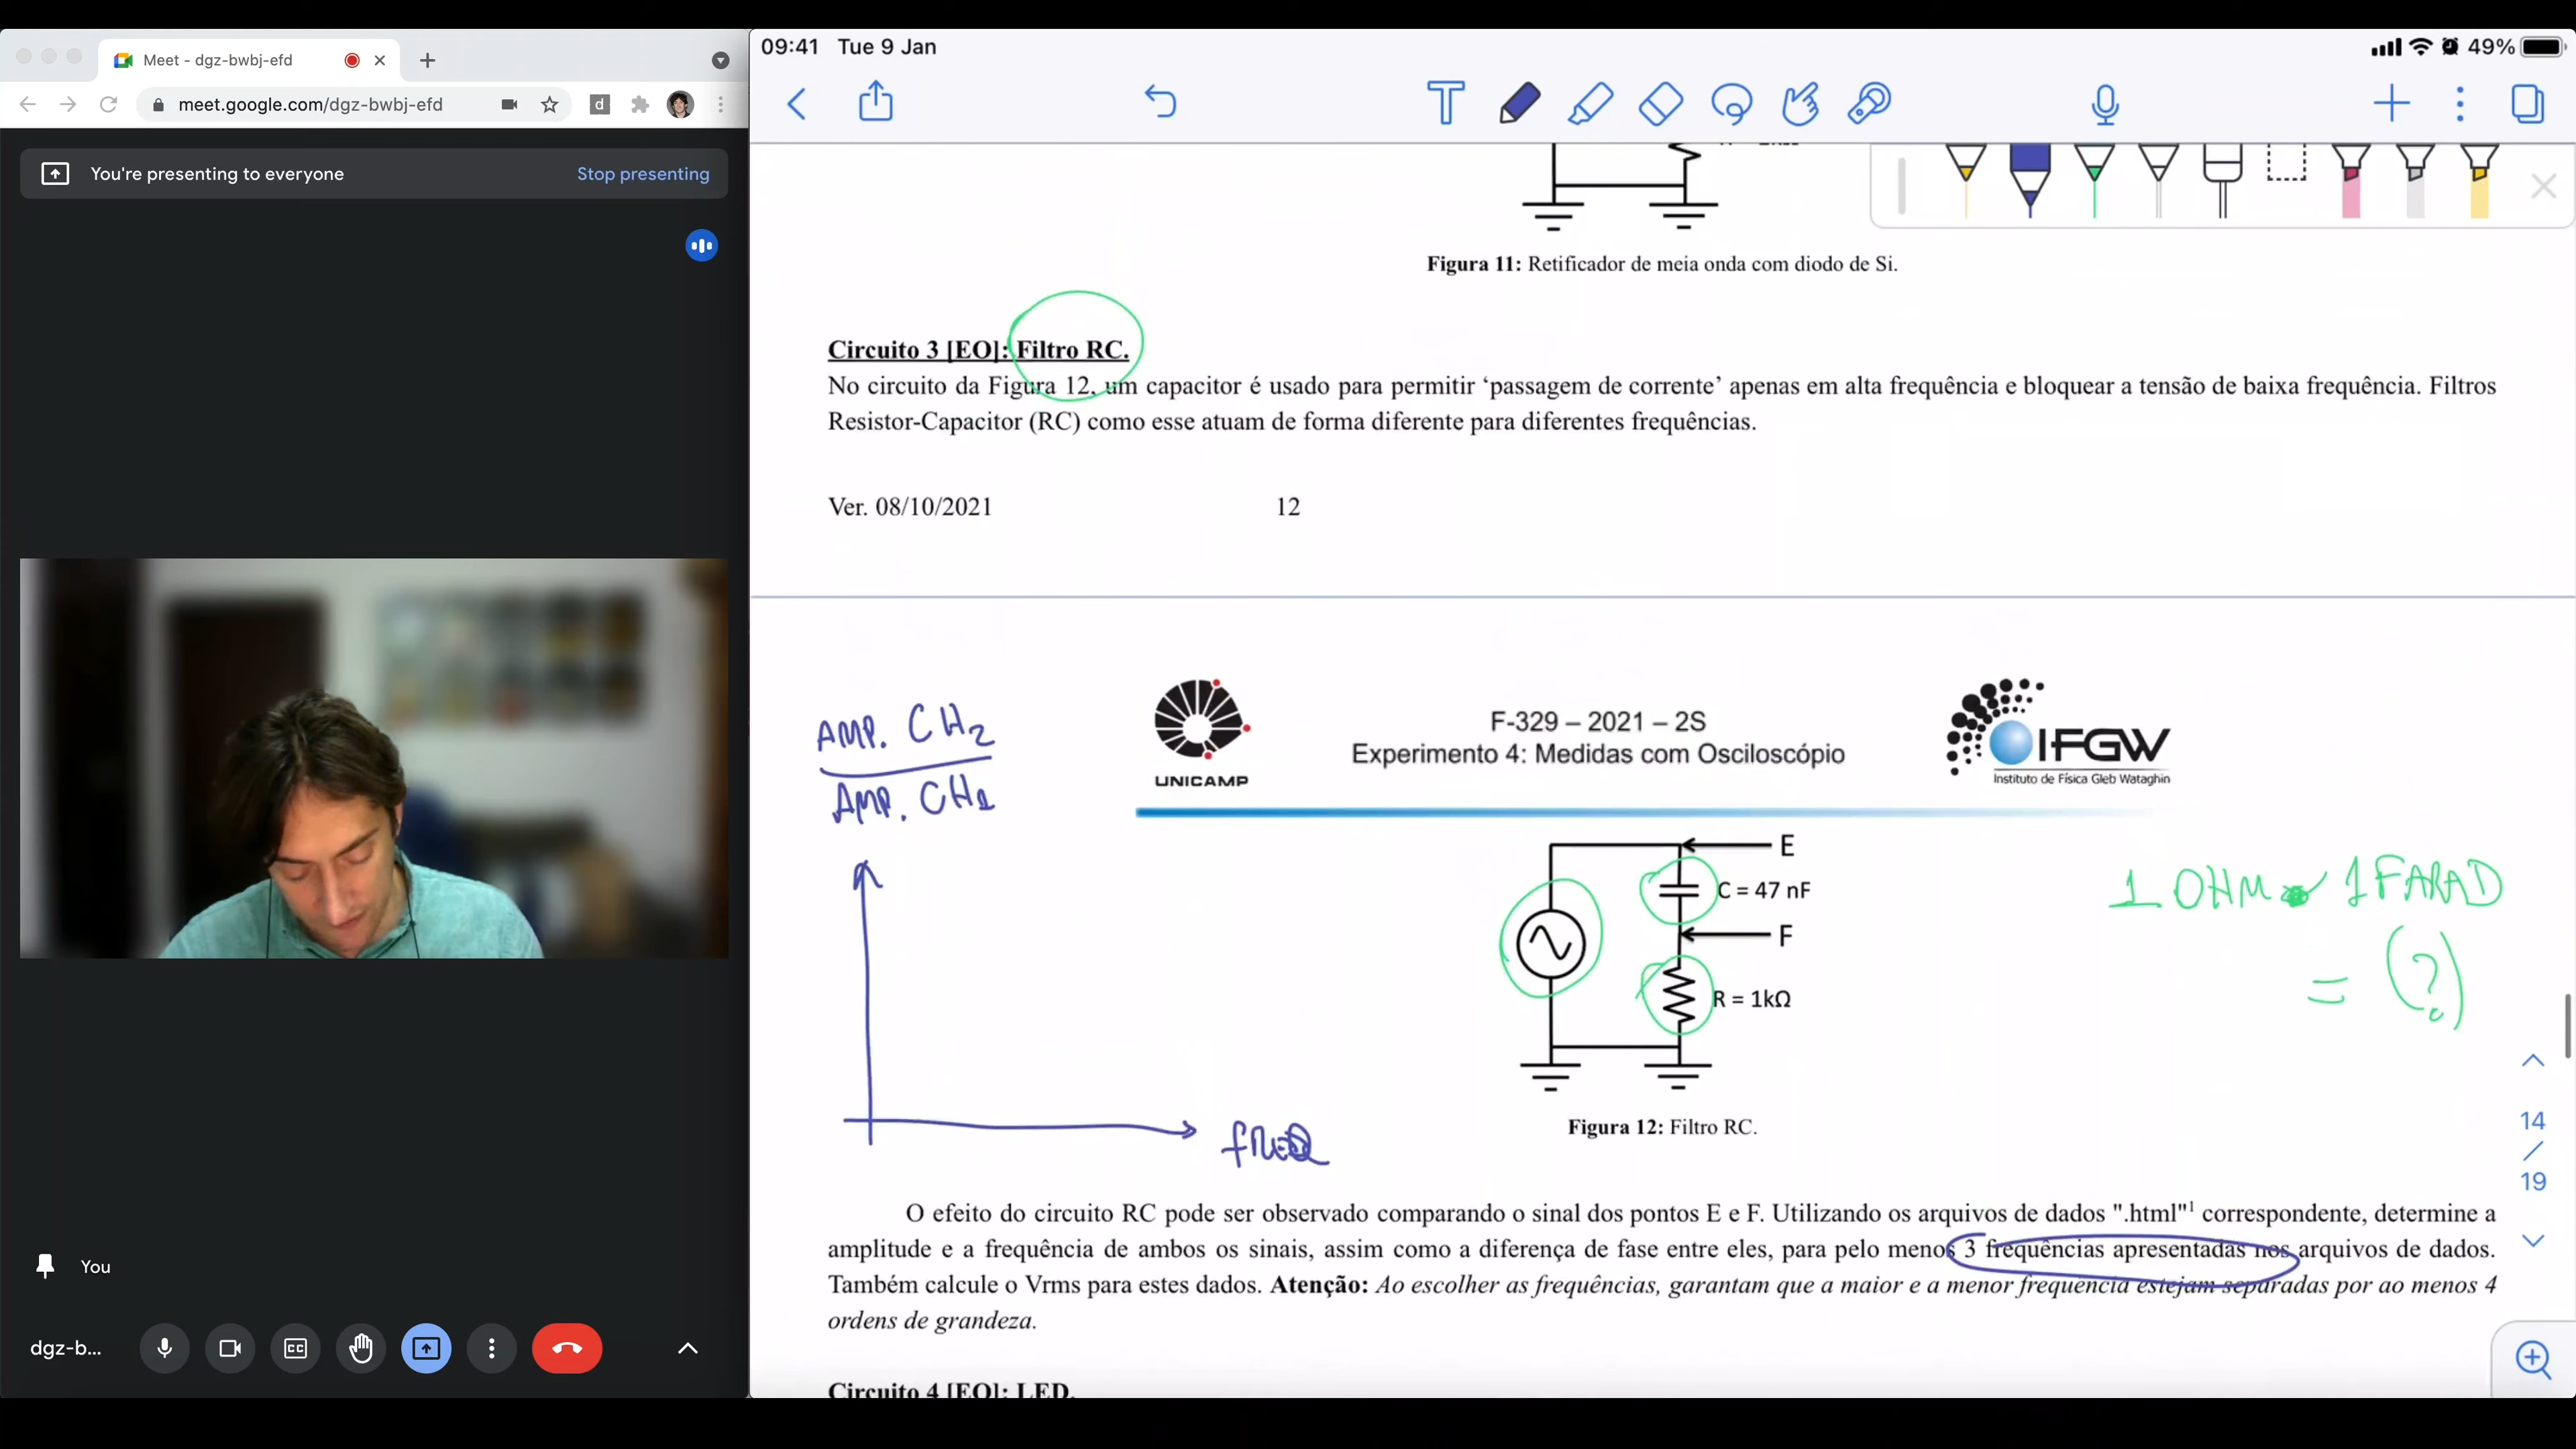 Meet - dgz-bwbj-efd
meet.google.com/dgz-bwbj-efd
You're presenting to everyone
Stop presenting
You
dgz-b...
CC
09:41 Tue 9 Jan
49%
T
Figura 11: Retificador de meia onda com diodo de Si.
Circuito 3 [EO]: Filtro RC.
No circuito da Figura 12, um capacitor é usado para permitir ‘passagem de corrente’ apenas em alta frequência e bloquear a tensão de baixa frequência. Filtros
Resistor-Capacitor (RC) como esse atuam de forma diferente para diferentes frequências.
Ver. 08/10/2021 12
AMP. CH2
AMP. CH1
UNICAMP
F-329 – 2021 – 2S
Experimento 4: Medidas com Osciloscópio
IFGW
Instituto de Física Gleb Wataghin
E
C = 47 nF
F
R = 1kΩ
1 OHM . 1 FARAD
= (?)
freQ
Figura 12: Filtro RC.
14
/
19
O efeito do circuito RC pode ser observado comparando o sinal dos pontos E e F. Utilizando os arquivos de dados ".html"¹ correspondente, determine a
amplitude e a frequência de ambos os sinais, assim como a diferença de fase entre eles, para pelo menos 3 frequências apresentadas nos arquivos de dados.
Também calcule o Vrms para estes dados. Atenção: Ao escolher as frequências, garantam que a maior e a menor frequencia estejam separadas por ao menos 4
ordens de grandeza.
Circuito 4 [EO]: LED.